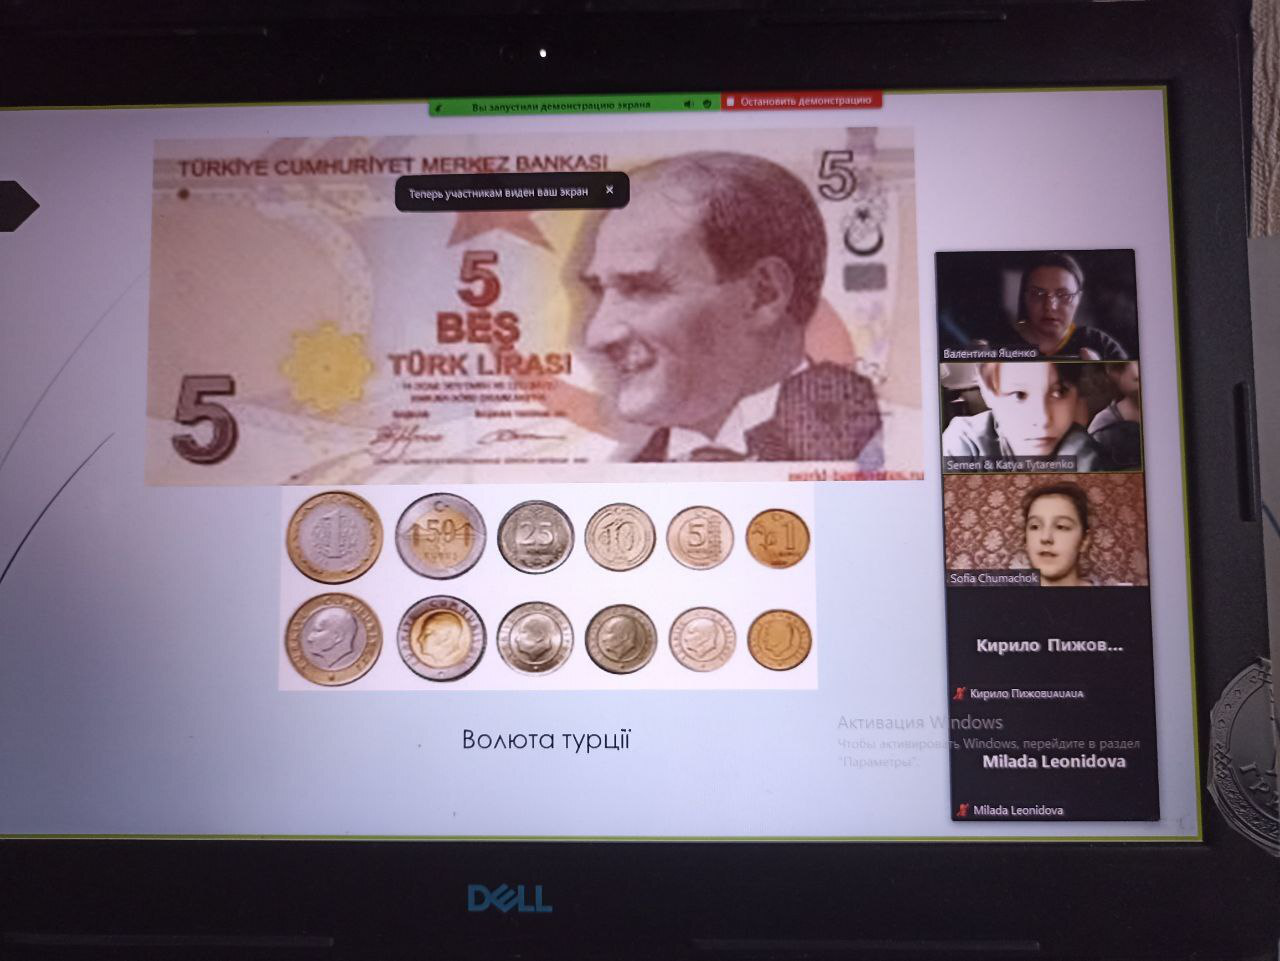 Вы запустили демонстрацию экрана
Остановить демонстрацию
TÜRKİYE CUMHURİYET MERKEZ BANKASI
5
Теперь участникам виден ваш экран
5
BEŞ
TÜRK LİRASI
5
1
50
25
10
5
1
Волюта турції
Валентина Яценко
Semen & Katya Tytarenko
Sofia Chumachok
Кирило Пижов...
Кирило Пижовuauaua
Активация Windows
Чтобы активировать Windows, перейдите в раздел
"Параметры".
Milada Leonidova
Milada Leonidova
DELL